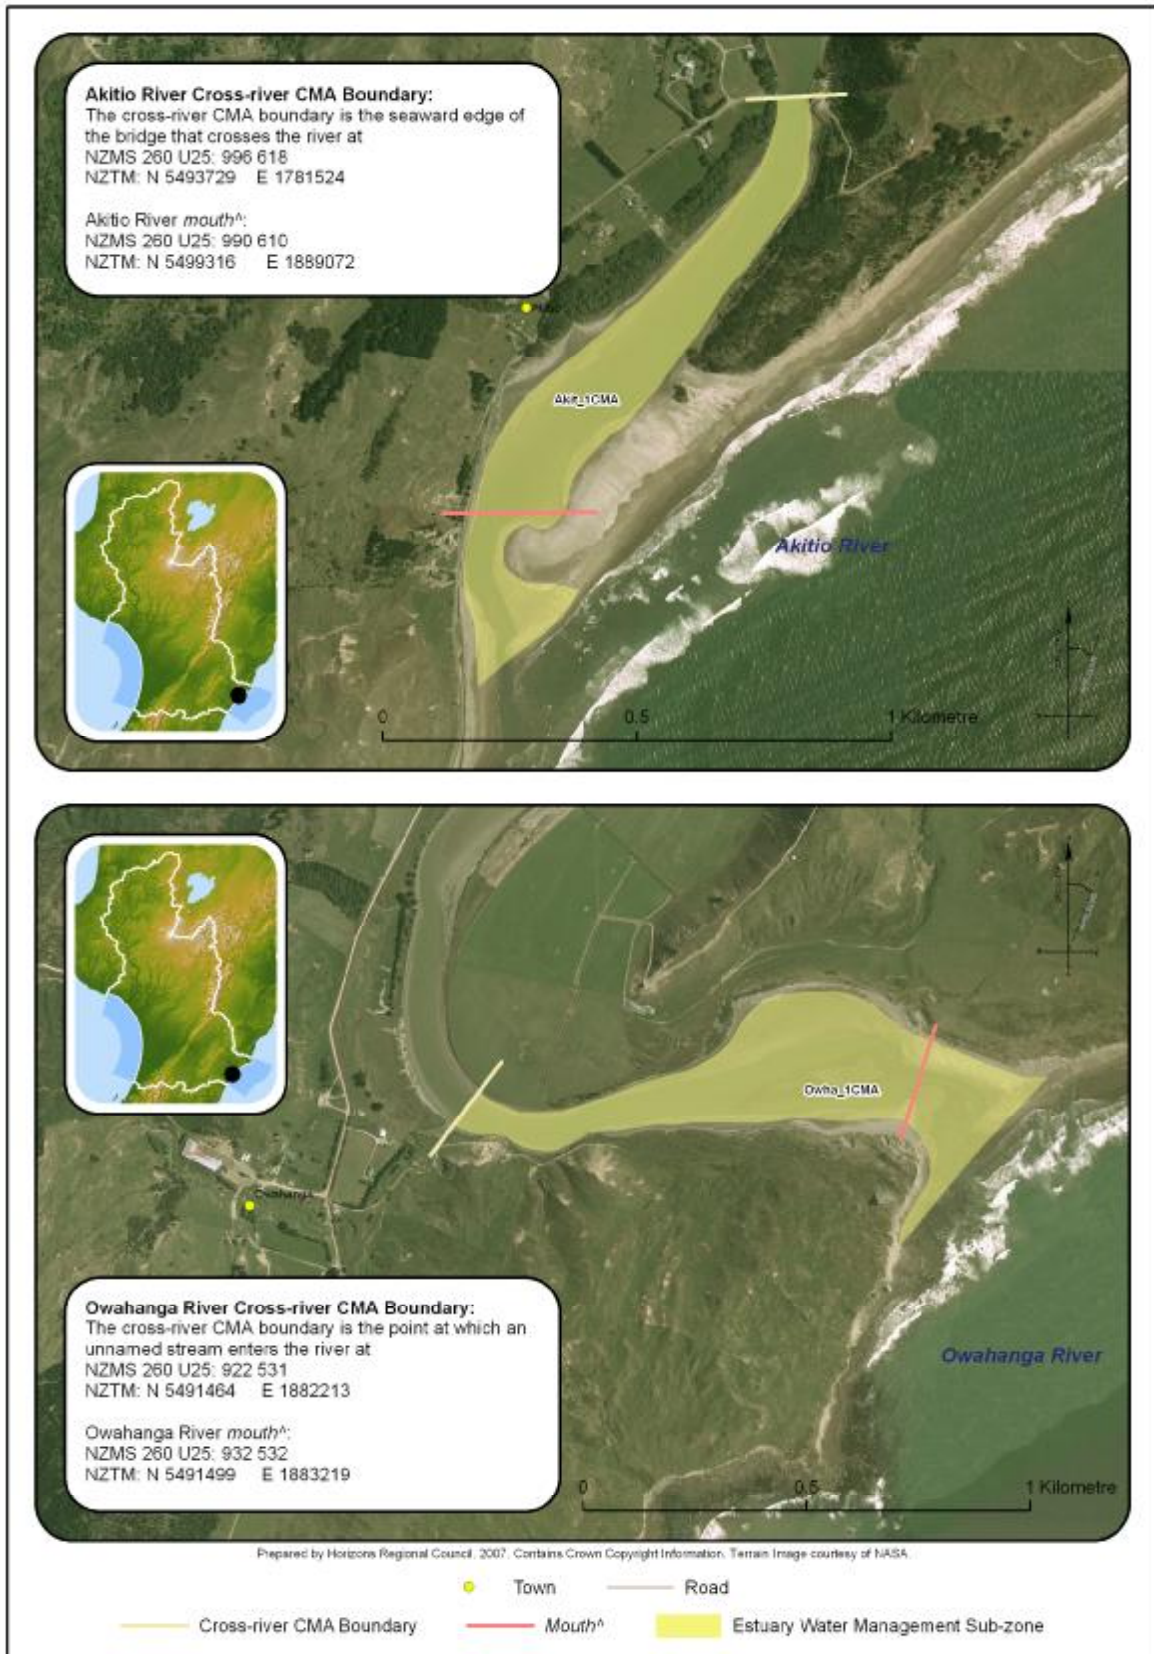 Akitio River Cross-river CMA Boundary:
The cross-river CMA boundary is the seaward edge of
the bridge that crosses the river at
NZMS 260 U25: 996 618
NZTM: N 5493729 E 1781524
Akitio River mouth^:
NZMS 260 U25: 990 610
NZTM: N 5499316 E 1889072
Akit_1CMA
Akitio River
0 0.5 1 Kilometre
Owha_1CMA
Owahanga
Owahanga River Cross-river CMA Boundary:
The cross-river CMA boundary is the point at which an
unnamed stream enters the river at
NZMS 260 U25: 922 531
NZTM: N 5491464 E 1882213
Owahanga River mouth^:
NZMS 260 U25: 932 532
NZTM: N 5491499 E 1883219
Owahanga River
0 0.5 1 Kilometre
Prepared by Horizons Regional Council. 2007. Contains Crown Copyright Information. Terrain Image courtesy of NASA.
Town Road
Cross-river CMA Boundary Mouth^ Estuary Water Management Sub-zone